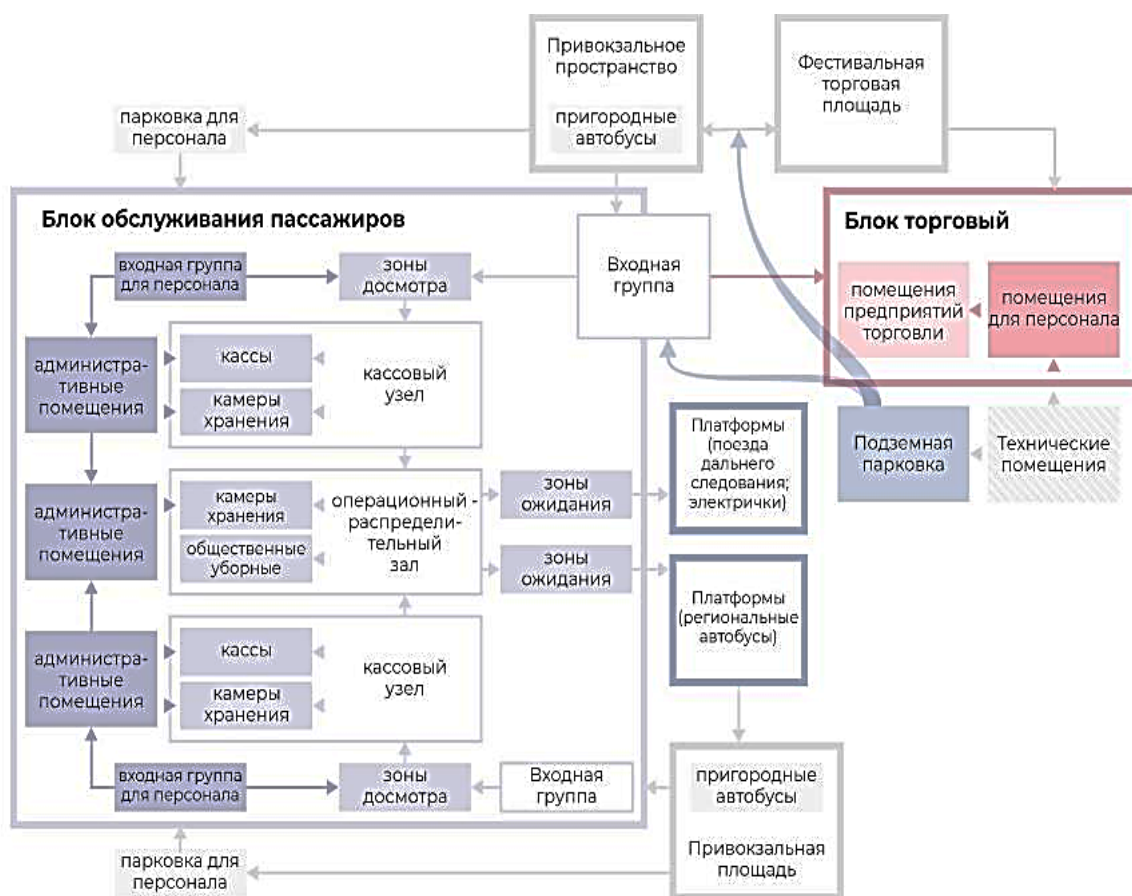 Привокзальное
пространство
пригородные
автобусы
Фестивальная
торговая
площадь
парковка для
персонала
Блок обслуживания пассажиров
Блок торговый
входная группа
для персонала
зоны
досмотра
Входная
группа
помещения
предприятий
торговли
помещения
для персонала
административ-
тивные
помещения
кассы
камеры
хранения
кассовый
узел
Платформы
(поезда
дальнего
следования;
электрички)
Подземная
парковка
Технические
помещения
администра-
тивные
помещения
камеры
хранения
общественные
уборные
операционный -
распредели-
тельный
зал
зоны
ожидания
зоны
ожидания
Платформы
(региональные
автобусы)
администра-
тивные
помещения
кассы
камеры
хранения
кассовый
узел
входная группа
для персонала
зоны
досмотра
Входная
группа
пригородные
автобусы
Привокзальная
площадь
парковка для
персонала